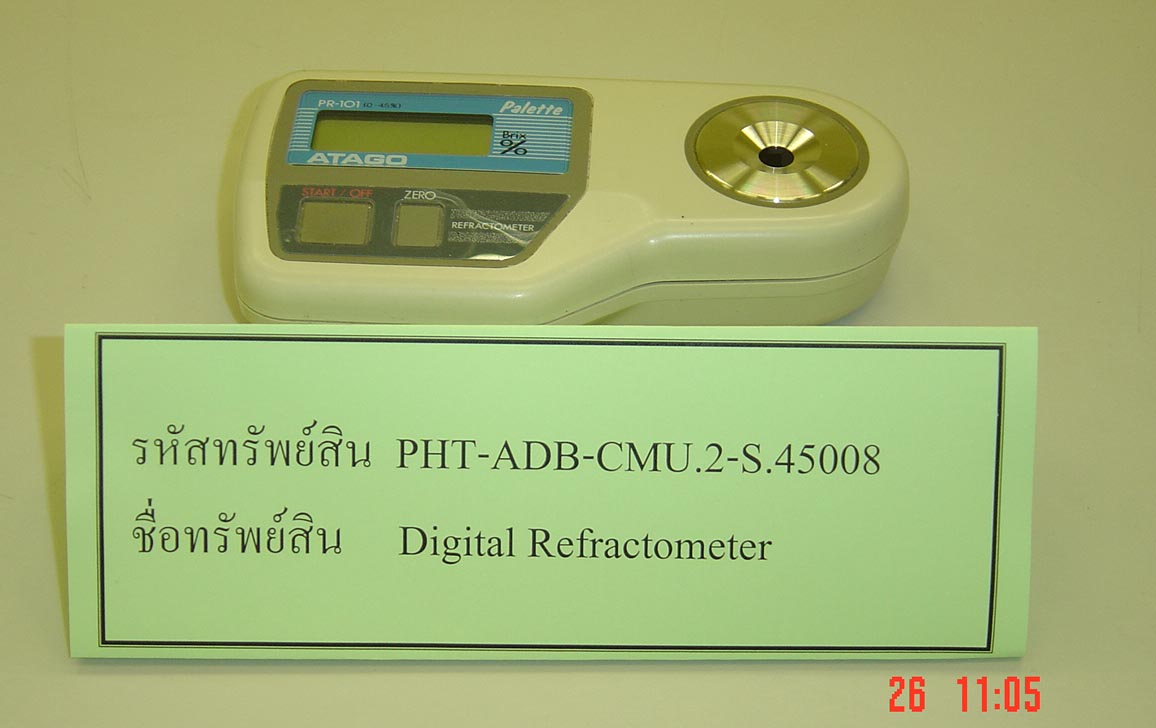 PR-101 (0-45%) Palette
Brix
%
ATAGO
START / OFF ZERO
REFRACTOMETER
รหัสทรัพย์สิน PHT-ADB-CMU.2-S.45008
ชื่อทรัพย์สิน Digital Refractometer
26 11:05